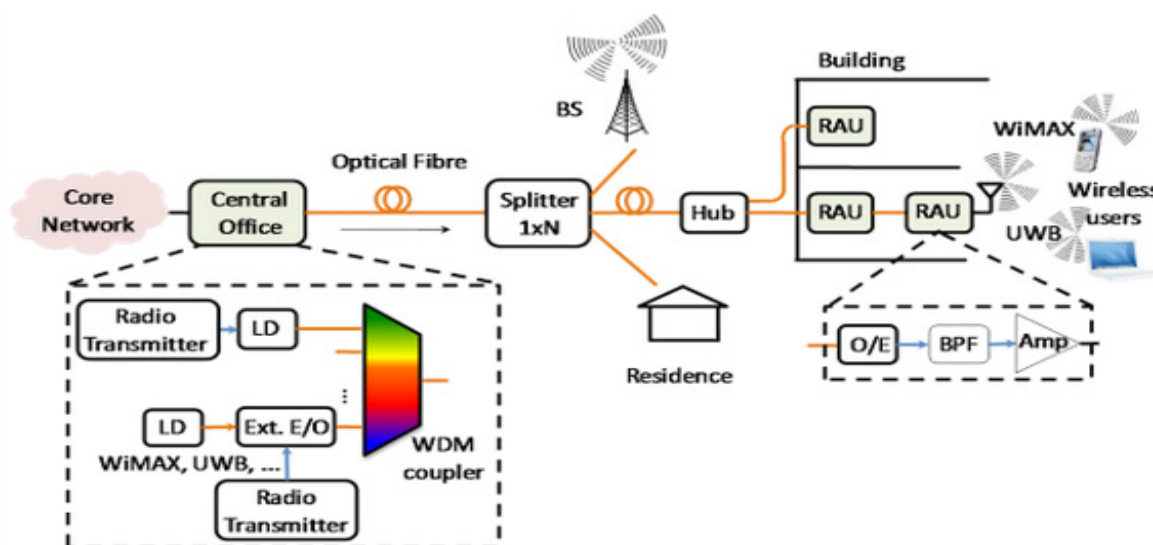 Building
BS
RAU
WiMAX
Optical Fibre
Core
Network
Central
Office
Splitter
1xN
Hub
RAU
RAU
Wireless
users
UWB
Radio
Transmitter
LD
O/E
BPF
Amp
Residence
...
LD
Ext. E/O
WDM
coupler
WiMAX, UWB, ...
Radio
Transmitter